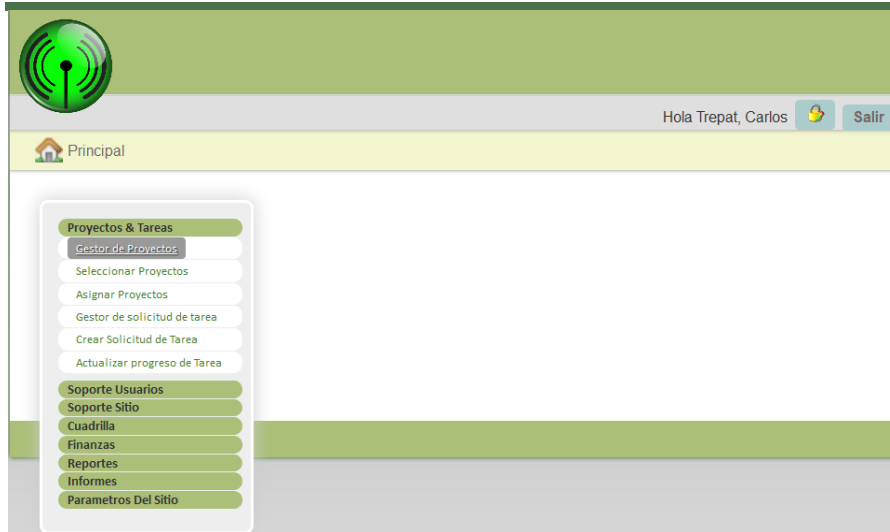 Hola Trepat, Carlos
Salir
Principal
Proyectos & Tareas
Gestor de Proyectos
Seleccionar Proyectos
Asignar Proyectos
Gestor de solicitud de tarea
Crear Solicitud de Tarea
Actualizar progreso de Tarea
Soporte Usuarios
Soporte Sitio
Cuadrilla
Finanzas
Reportes
Informes
Parametros Del Sitio